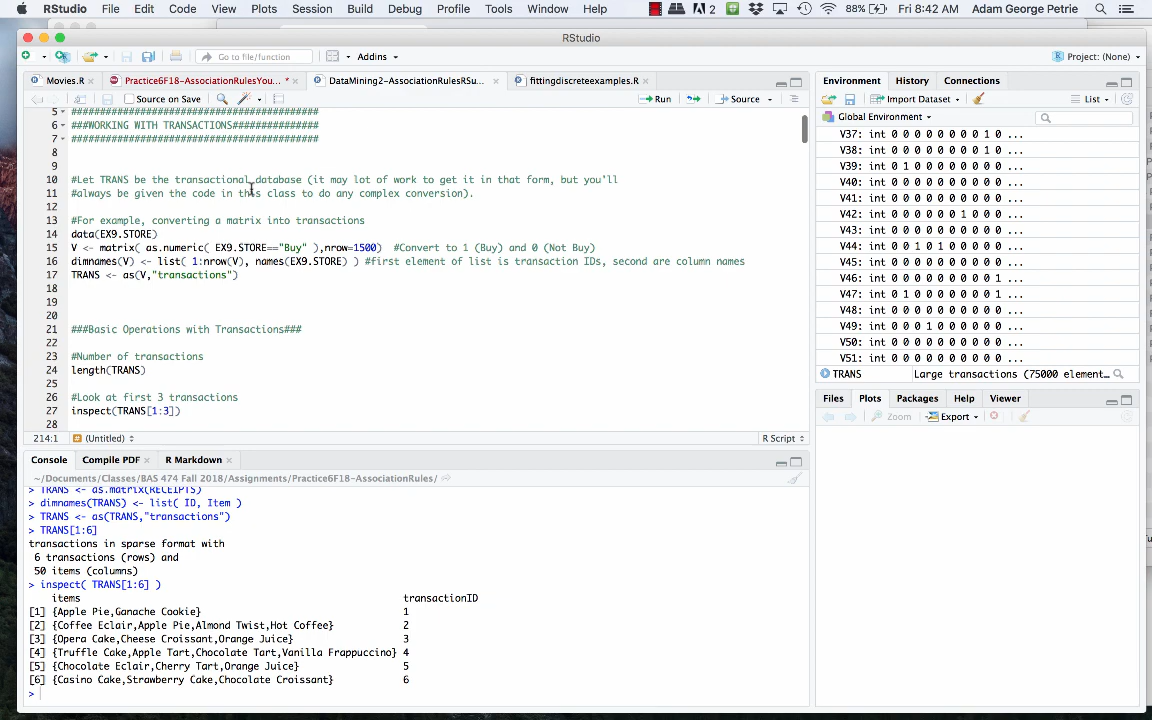 RStudio File Edit Code View Plots Session Build Debug Profile Tools Window Help 2 88% Fri 8:42 AM Adam George Petrie
RStudio
Go to file/function Addins Project: (None)
Movies.R Practice6F18-AssociationRulesYou... * DataMining2-AssociationRulesRSu... fittingdiscreteexamples.R
Source on Save Run Source
5 ###########################################
6 ###WORKING WITH TRANSACTIONS###############
7 ###########################################
8
9
10 #Let TRANS be the transactional database (it may lot of work to get it in that form, but you'll
11 #always be given the code in this class to do any complex conversion).
12
13 #For example, converting a matrix into transactions
14 data(EX9.STORE)
15 V <- matrix( as.numeric( EX9.STORE=="Buy" ),nrow=1500) #Convert to 1 (Buy) and 0 (Not Buy)
16 dimnames(V) <- list( 1:nrow(V), names(EX9.STORE) ) #first element of list is transaction IDs, second are column names
17 TRANS <- as(V,"transactions")
18
19
20
21 ###Basic Operations with Transactions###
22
23 #Number of transactions
24 length(TRANS)
25
26 #Look at first 3 transactions
27 inspect(TRANS[1:3])
28
214:1 # (Untitled) R Script
Console Compile PDF R Markdown
~/Documents/Classes/BAS 474 Fall 2018/Assignments/Practice6F18-AssociationRules/
> TRANS <- as.matrix(RECEIPTS)
> dimnames(TRANS) <- list( ID, Item )
> TRANS <- as(TRANS,"transactions")
> TRANS[1:6]
transactions in sparse format with
6 transactions (rows) and
50 items (columns)
> inspect( TRANS[1:6] )
items transactionID
[1] {Apple Pie,Ganache Cookie} 1
[2] {Coffee Eclair,Apple Pie,Almond Twist,Hot Coffee} 2
[3] {Opera Cake,Cheese Croissant,Orange Juice} 3
[4] {Truffle Cake,Apple Tart,Chocolate Tart,Vanilla Frappuccino} 4
[5] {Chocolate Eclair,Cherry Tart,Orange Juice} 5
[6] {Casino Cake,Strawberry Cake,Chocolate Croissant} 6
>
Environment History Connections
Import Dataset List
Global Environment
V37: int 0 0 0 0 0 0 0 1 0 ...
V38: int 0 0 0 0 0 0 0 1 0 ...
V39: int 0 1 0 0 0 0 0 0 0 ...
V40: int 0 0 0 0 0 0 0 0 0 ...
V41: int 0 0 0 0 0 0 0 0 0 ...
V42: int 0 0 0 0 0 1 0 0 0 ...
V43: int 0 0 0 0 0 0 0 0 0 ...
V44: int 0 0 1 0 1 0 0 0 0 ...
V45: int 0 0 0 0 0 0 0 0 0 ...
V46: int 0 0 0 0 0 0 0 0 1 ...
V47: int 0 1 0 0 0 0 0 0 1 ...
V48: int 0 0 0 0 0 0 0 0 0 ...
V49: int 0 0 0 1 0 0 0 0 0 ...
V50: int 0 0 0 0 0 0 0 0 0 ...
V51: int 0 0 0 0 0 0 0 0 0 ...
TRANS Large transactions (75000 element...
Files Plots Packages Help Viewer
Zoom Export